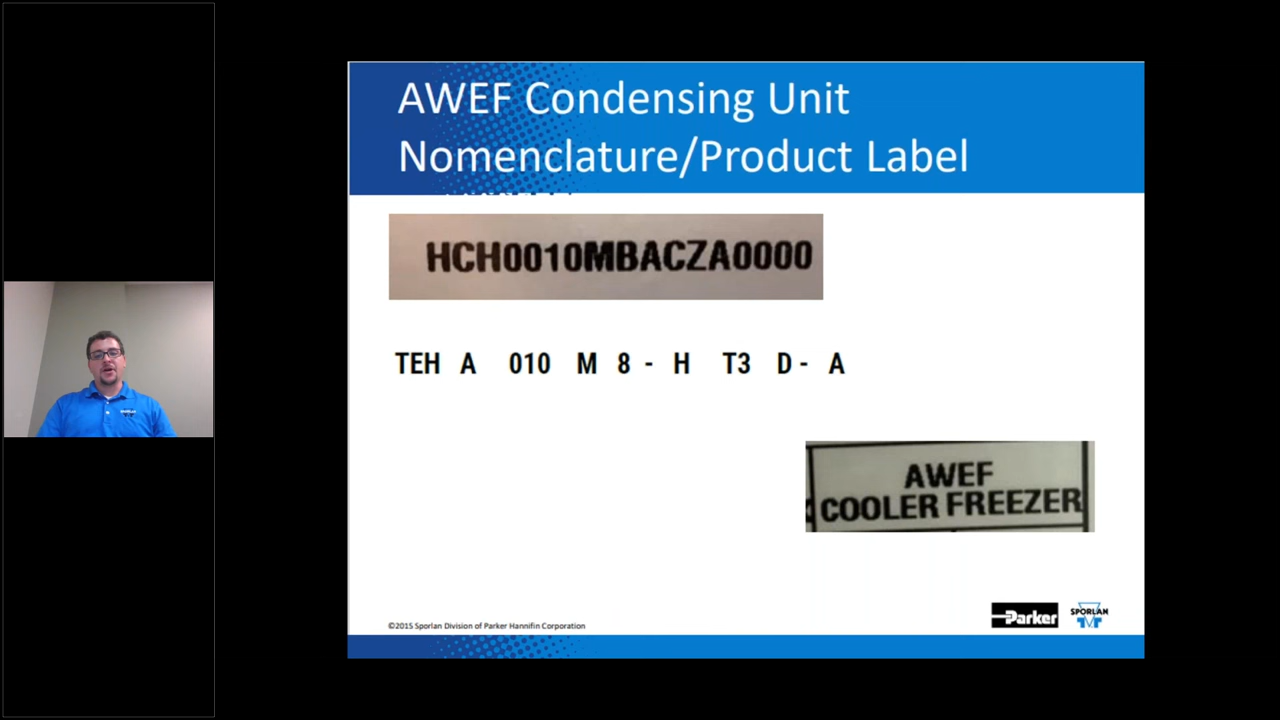 AWEF Condensing Unit
Nomenclature/Product Label
HCH0010MBACZA0000
TEH A 010 M 8 - H T3 D - A
AWEF
COOLER FREEZER
©2015 Sporlan Division of Parker Hannifin Corporation
Parker
SPORLAN